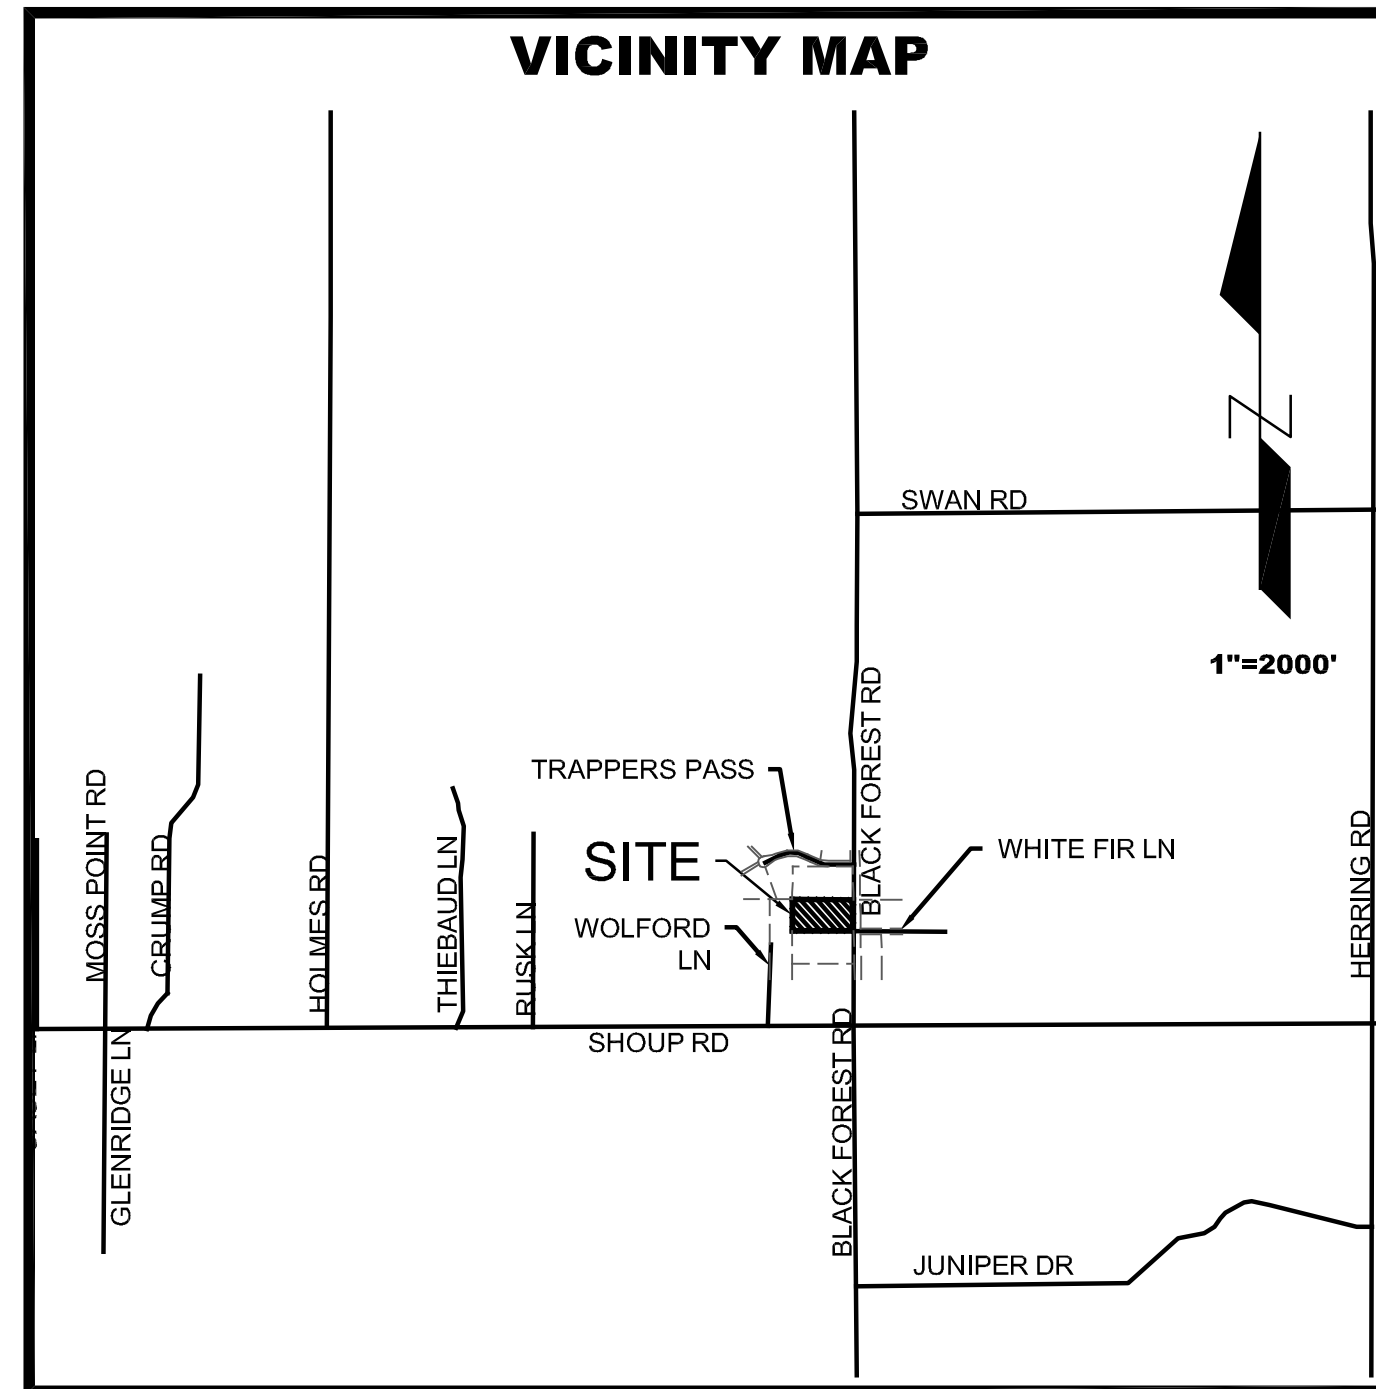 VICINITY MAP
SWAN RD
1"=2000'
BLACK FOREST RD
TRAPPERS PASS
MOSS POINT RD
CRUMP RD
HOLMES RD
THIEBAUD LN
RUSK LN
SITE
WHITE FIR LN
HERRING RD
WOLFORD
LN
SHOUP RD
GLENRIDGE LN
BLACK FOREST RD
JUNIPER DR
Z